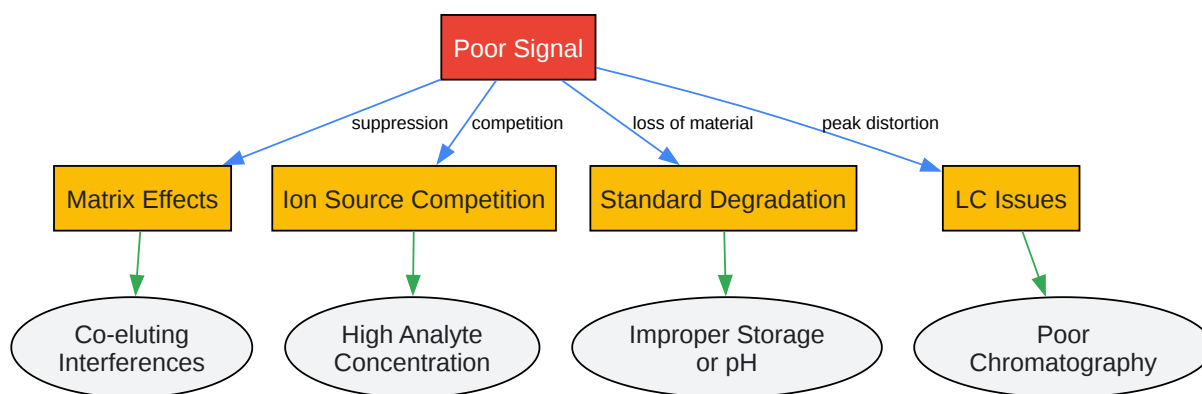 Poor Signal
suppression
competition
loss of material
peak distortion
Matrix Effects
Ion Source Competition
Standard Degradation
LC Issues
Co-eluting
Interferences
High Analyte
Concentration
Improper Storage
or pH
Poor
Chromatography